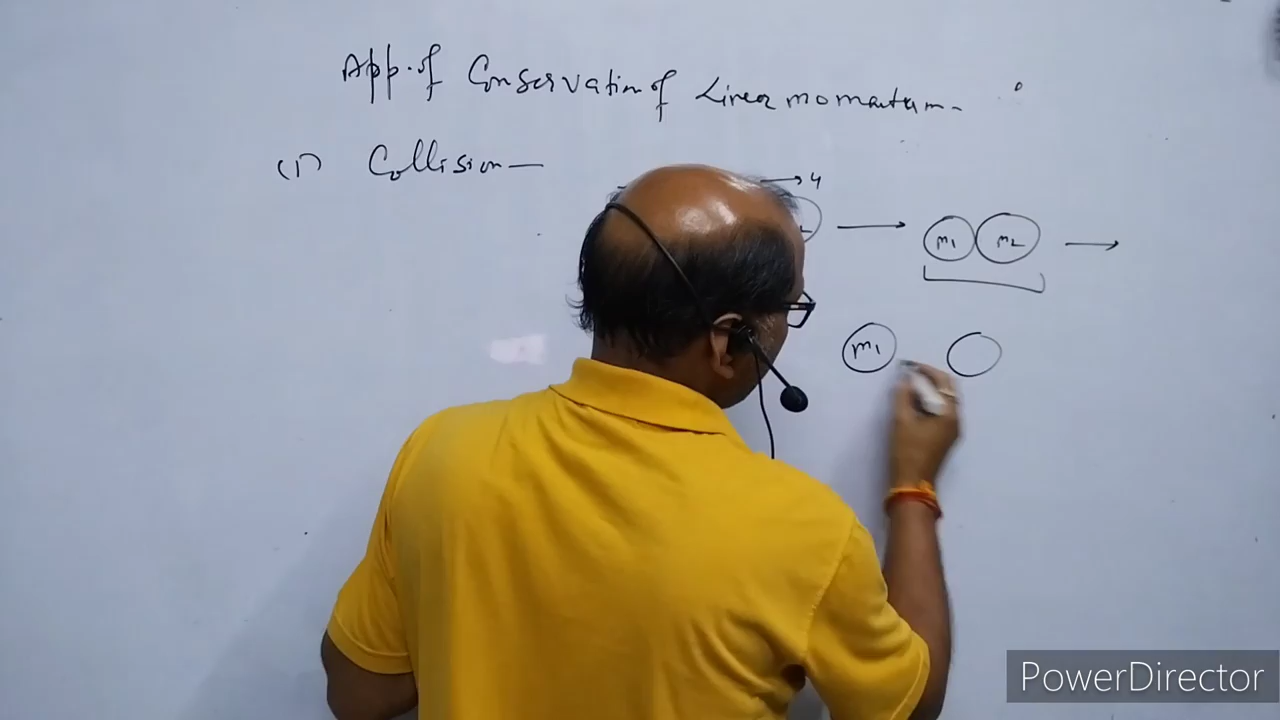 App. of Conservation of Linear momentum -
(1) Collision —
m1 m2
m1
PowerDirector